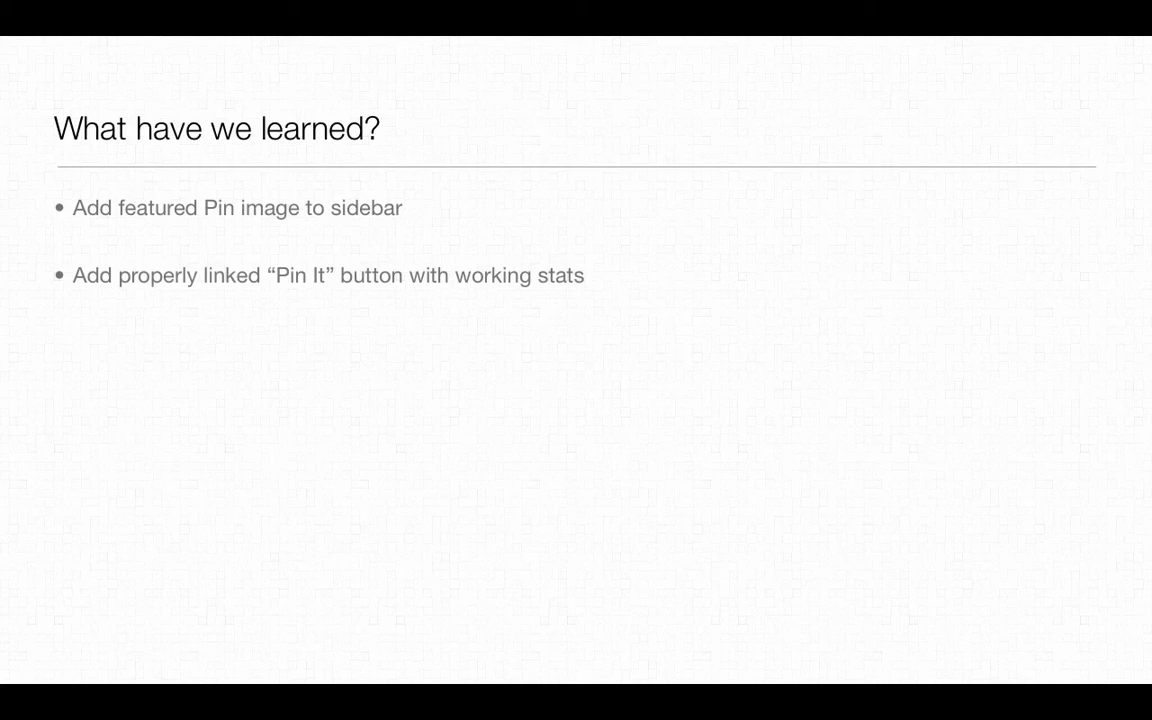 What have we learned?
• Add featured Pin image to sidebar
• Add properly linked “Pin It” button with working stats